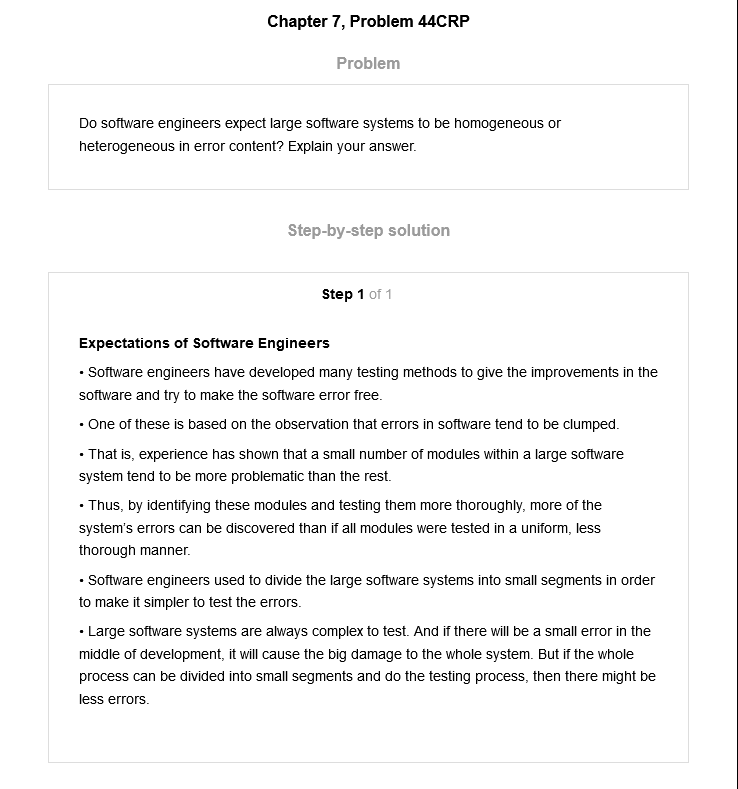 Chapter 7, Problem 44CRP
Problem
Do software engineers expect large software systems to be homogeneous or
heterogeneous in error content? Explain your answer.
Step-by-step solution
Step 1 of 1
Expectations of Software Engineers
• Software engineers have developed many testing methods to give the improvements in the
software and try to make the software error free.
• One of these is based on the observation that errors in software tend to be clumped.
• That is, experience has shown that a small number of modules within a large software
system tend to be more problematic than the rest.
• Thus, by identifying these modules and testing them more thoroughly, more of the
system's errors can be discovered than if all modules were tested in a uniform, less
thorough manner.
• Software engineers used to divide the large software systems into small segments in order
to make it simpler to test the errors.
• Large software systems are always complex to test. And if there will be a small error in the
middle of development, it will cause the big damage to the whole system. But if the whole
process can be divided into small segments and do the testing process, then there might be
less errors.